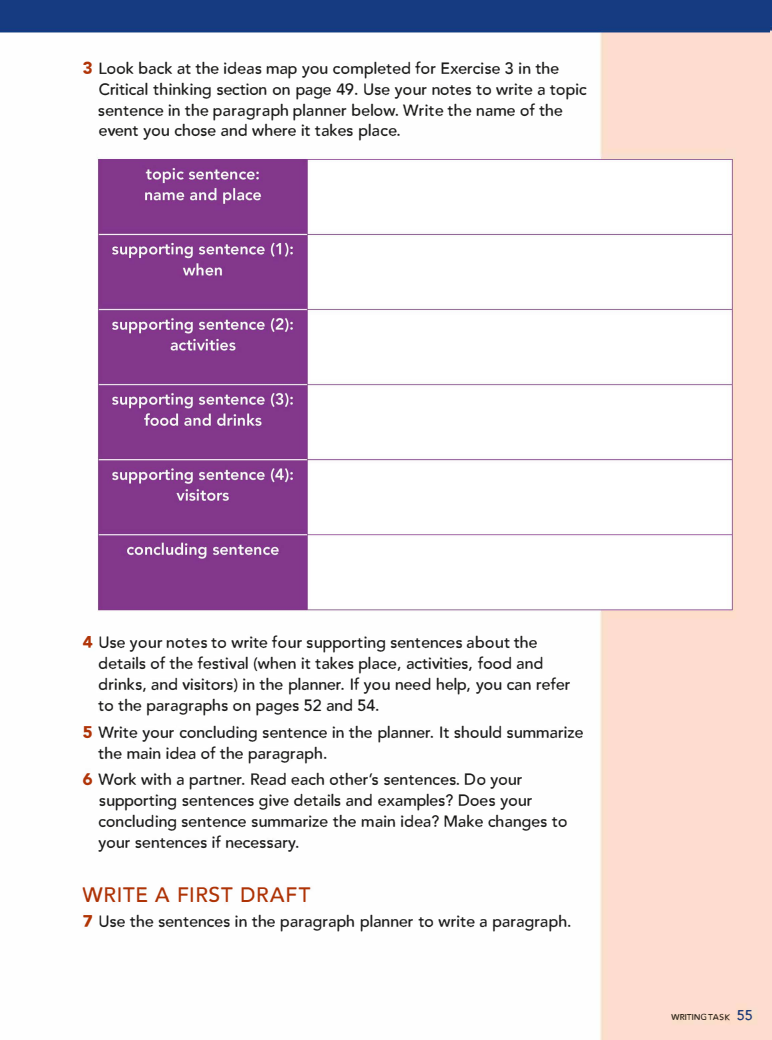 3 Look back at the ideas map you completed for Exercise 3 in the
Critical thinking section on page 49. Use your notes to write a topic
sentence in the paragraph planner below. Write the name of the
event you chose and where it takes place.
topic sentence:
name and place
supporting sentence (1):
when
supporting sentence (2):
activities
supporting sentence (3):
food and drinks
supporting sentence (4):
visitors
concluding sentence
4 Use your notes to write four supporting sentences about the
details of the festival (when it takes place, activities, food and
drinks, and visitors) in the planner. If you need help, you can refer
to the paragraphs on pages 52 and 54.
5 Write your concluding sentence in the planner. It should summarize
the main idea of the paragraph.
6 Work with a partner. Read each other's sentences. Do your
supporting sentences give details and examples? Does your
concluding sentence summarize the main idea? Make changes to
your sentences if necessary.
WRITE A FIRST DRAFT
7 Use the sentences in the paragraph planner to write a paragraph.
WRITING TASK 55